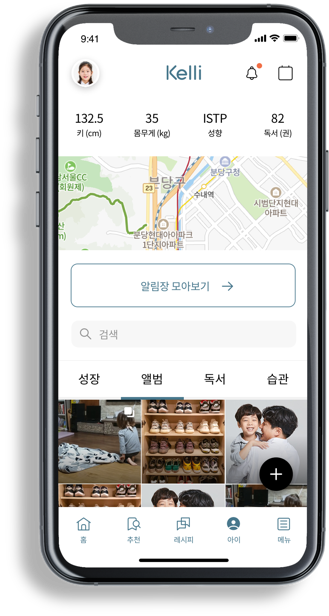 9:41
Kelli
132.5 35 ISTP 82
키 (cm) 몸무게 (kg) 성향 독서 (권)
남서울CC
(회원제)
분당구
분당구청
23
수내역
시범단지현대
아파트
분당현대아이파크
1단지아파트
알림장 모아보기
검색
성장 앨범 독서 습관
홈 추천 레시피 아이 메뉴